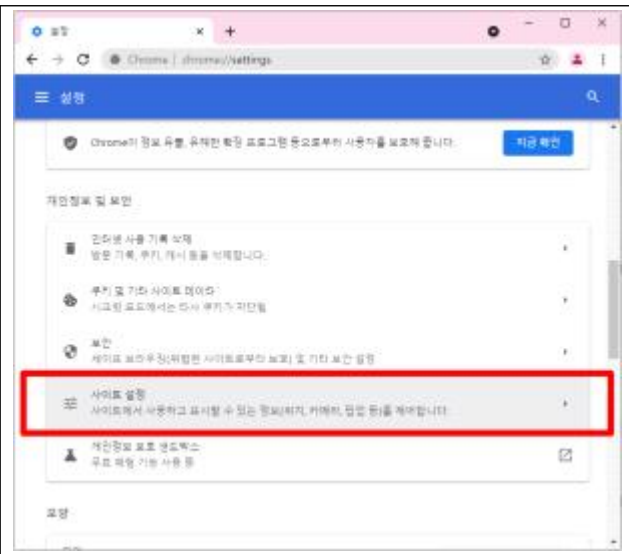 설정
Chrome | chrome://settings
설정
Chrome이 정보 유출, 유해한 확장 프로그램 등으로부터 사용자를 보호해 줍니다.
지금 확인
개인정보 및 보안
인터넷 사용 기록 삭제
방문 기록, 쿠키, 캐시 등을 삭제합니다.
쿠키 및 기타 사이트 데이터
시크릿 모드에서는 타사 쿠키가 차단됨
보안
세이프 브라우징(위험한 사이트로부터 보호) 및 기타 보안 설정
사이트 설정
사이트에서 사용하고 표시할 수 있는 정보(위치, 카메라, 팝업 등)를 제어합니다.
개인정보 보호 샌드박스
무료 체험 기능 사용 중
모양